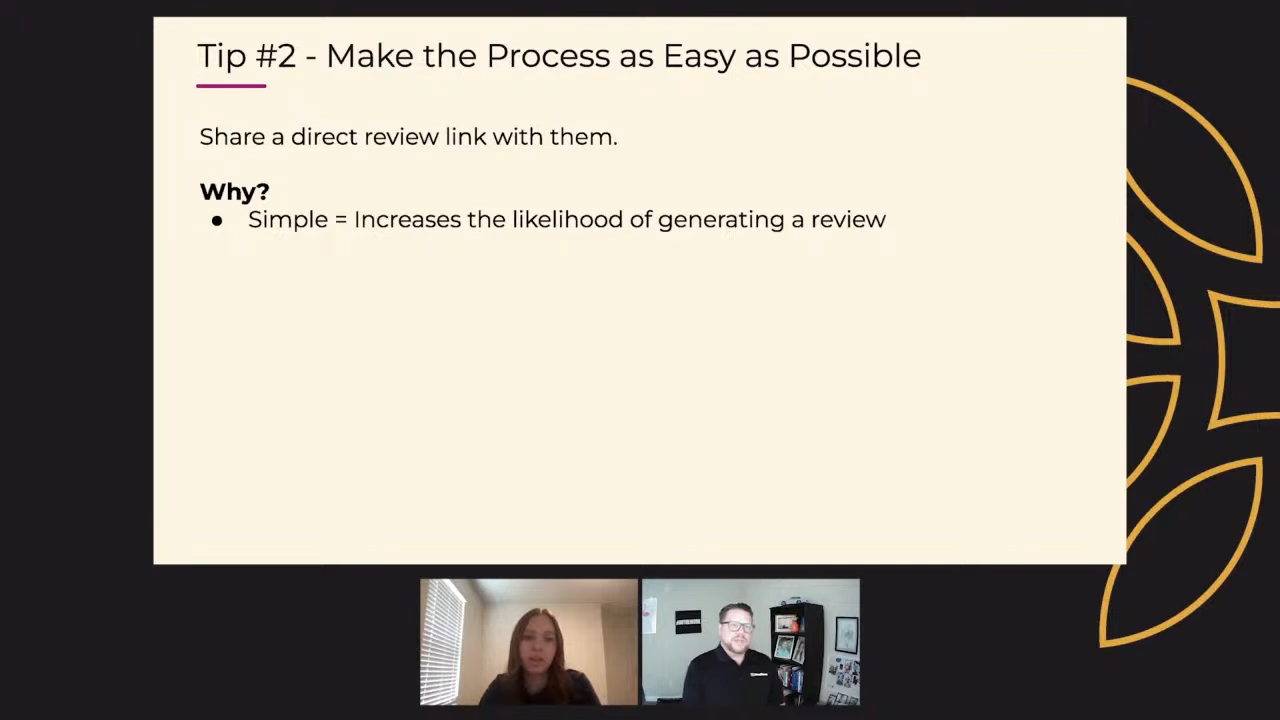 Tip #2 - Make the Process as Easy as Possible
Share a direct review link with them.
Why?
● Simple = Increases the likelihood of generating a review